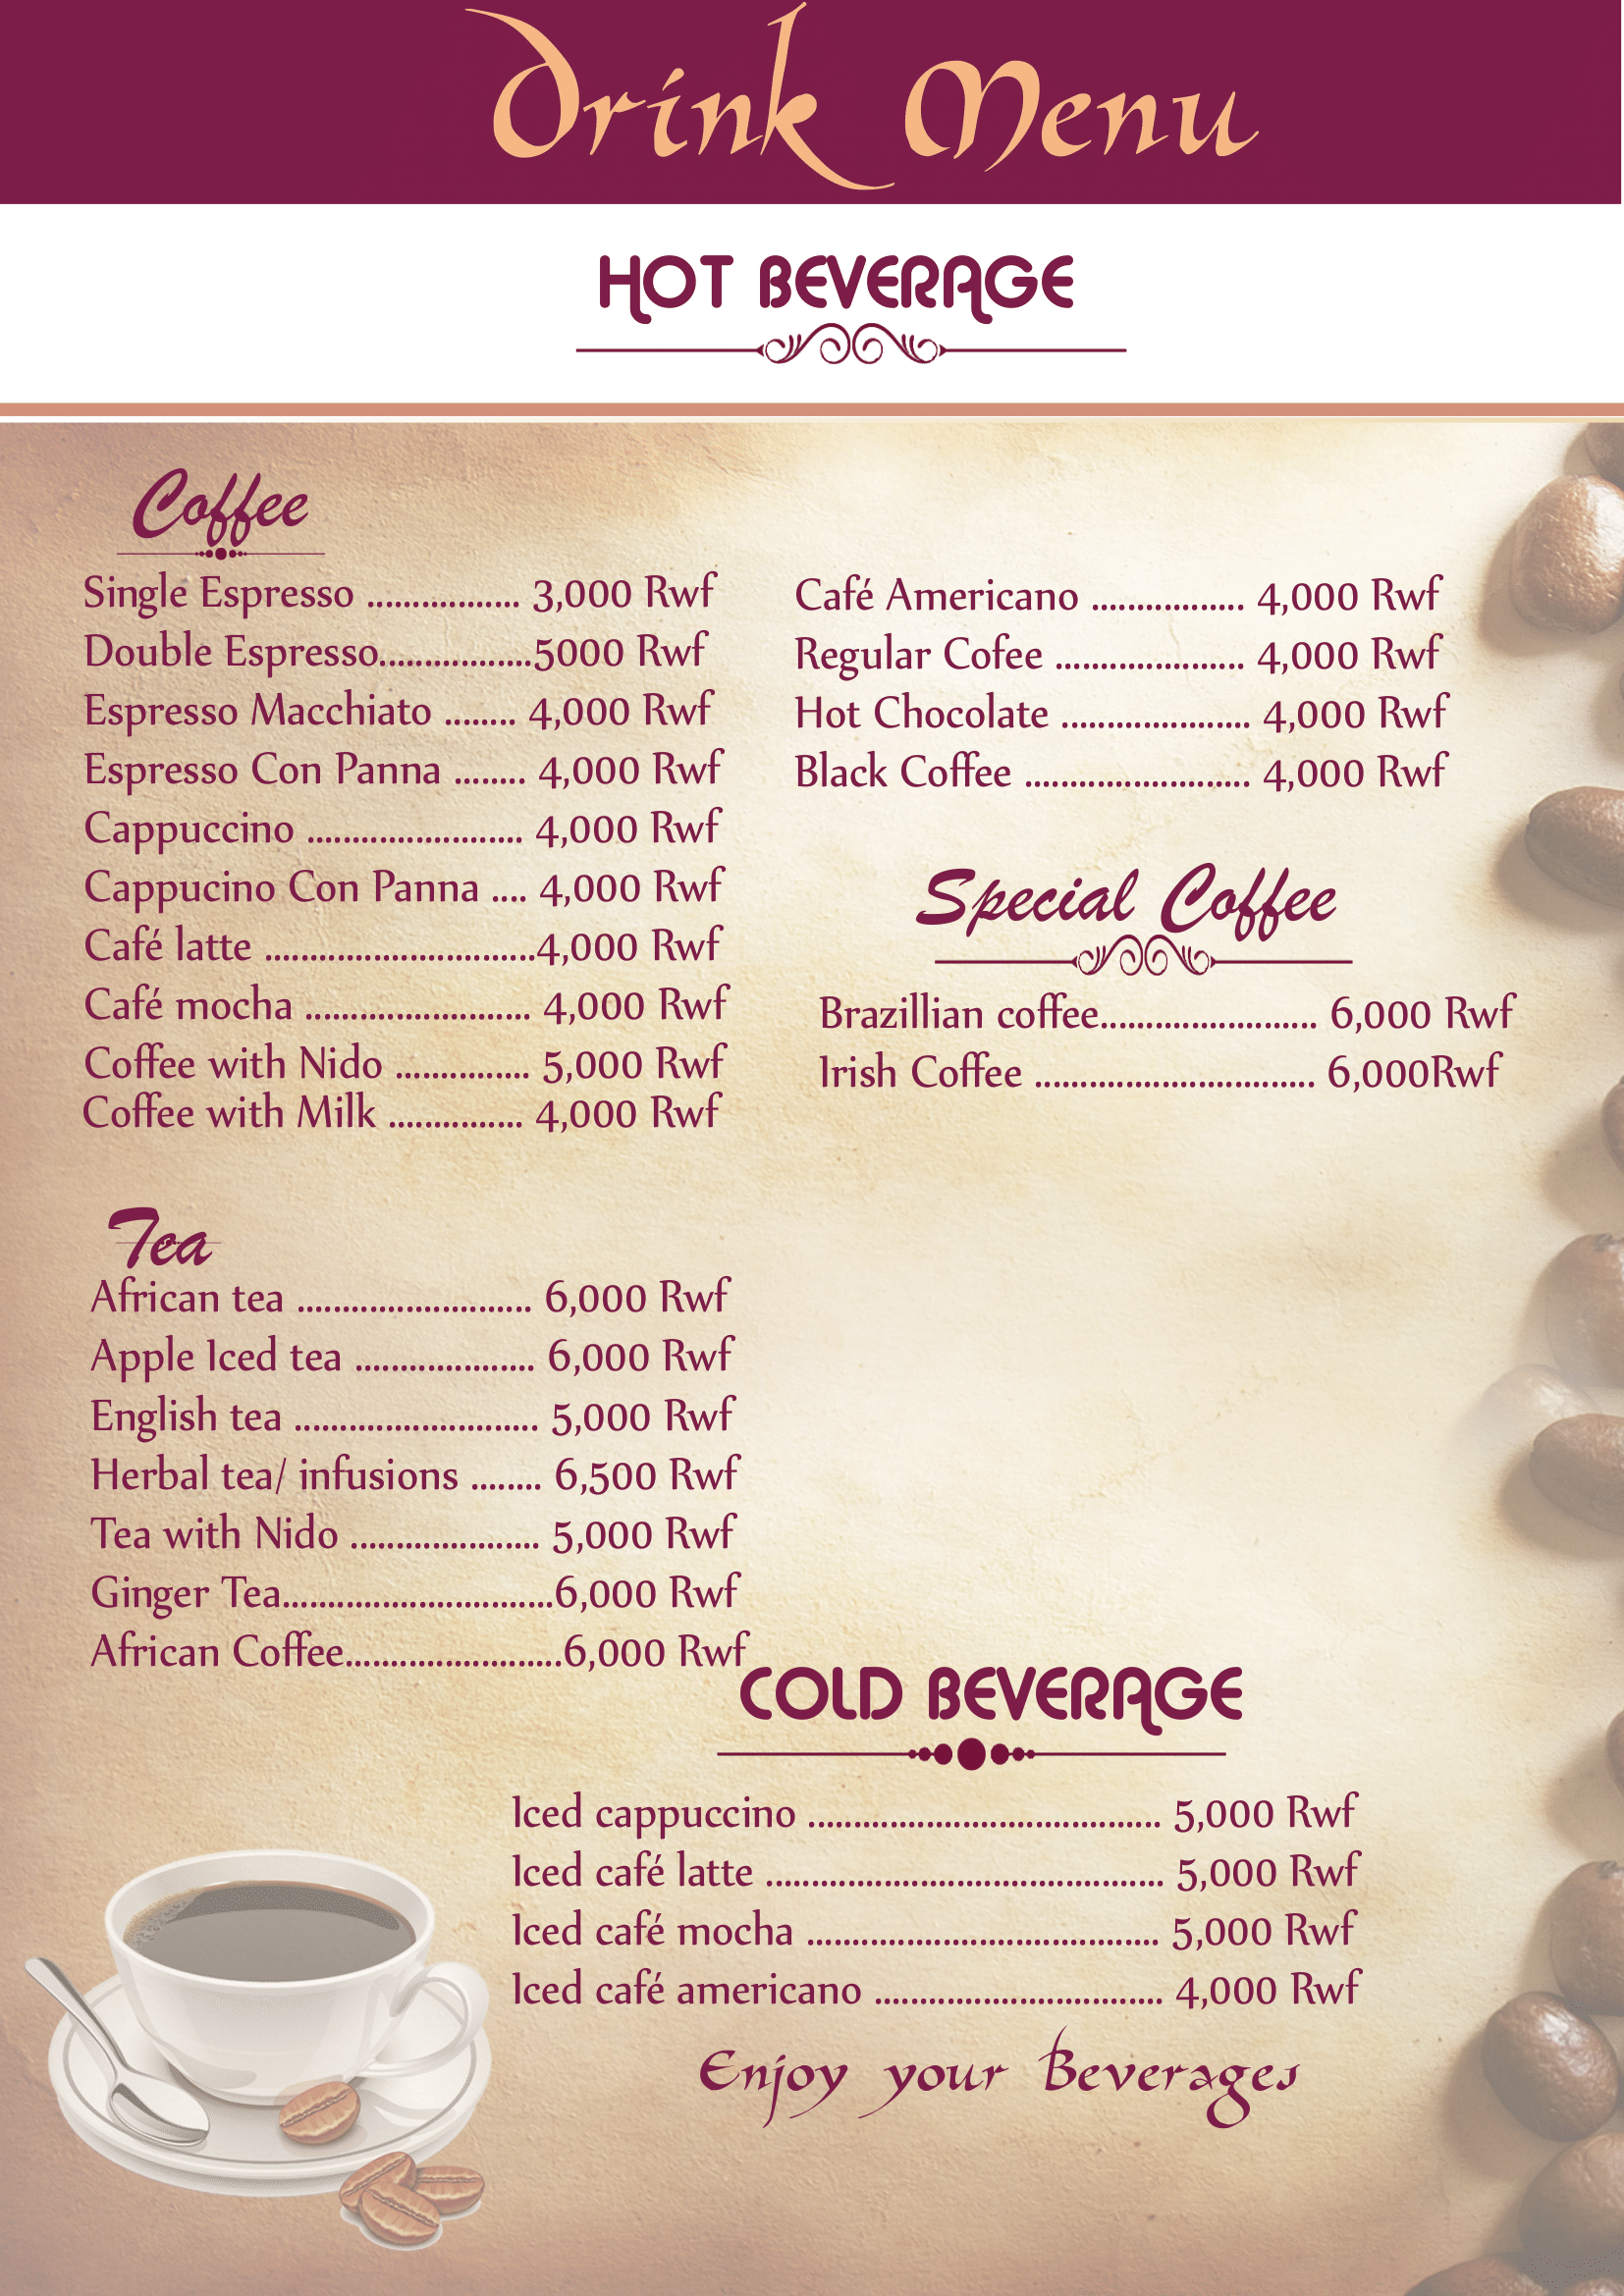 Drink Menu
HOT BEVERAGE
Coffee
Single Espresso ................. 3,000 Rwf
Double Espresso.................5000 Rwf
Espresso Macchiato ........ 4,000 Rwf
Espresso Con Panna ........ 4,000 Rwf
Cappuccino ........................ 4,000 Rwf
Cappucino Con Panna .... 4,000 Rwf
Café latte ..............................4,000 Rwf
Café mocha ......................... 4,000 Rwf
Coffee with Nido ............... 5,000 Rwf
Coffee with Milk ............... 4,000 Rwf
Café Americano ................. 4,000 Rwf
Regular Cofee ..................... 4,000 Rwf
Hot Chocolate ..................... 4,000 Rwf
Black Coffee ......................... 4,000 Rwf
Special Coffee
Brazillian coffee........................ 6,000 Rwf
Irish Coffee ............................... 6,000Rwf
Tea
African tea .......................... 6,000 Rwf
Apple Iced tea .................... 6,000 Rwf
English tea ........................... 5,000 Rwf
Herbal tea/ infusions ........ 6,500 Rwf
Tea with Nido ..................... 5,000 Rwf
Ginger Tea..............................6,000 Rwf
African Coffee........................6,000 Rwf
COLD BEVERAGE
Iced cappuccino ....................................... 5,000 Rwf
Iced café latte ............................................ 5,000 Rwf
Iced café mocha ....................................... 5,000 Rwf
Iced café americano ................................ 4,000 Rwf
Enjoy your Beverages